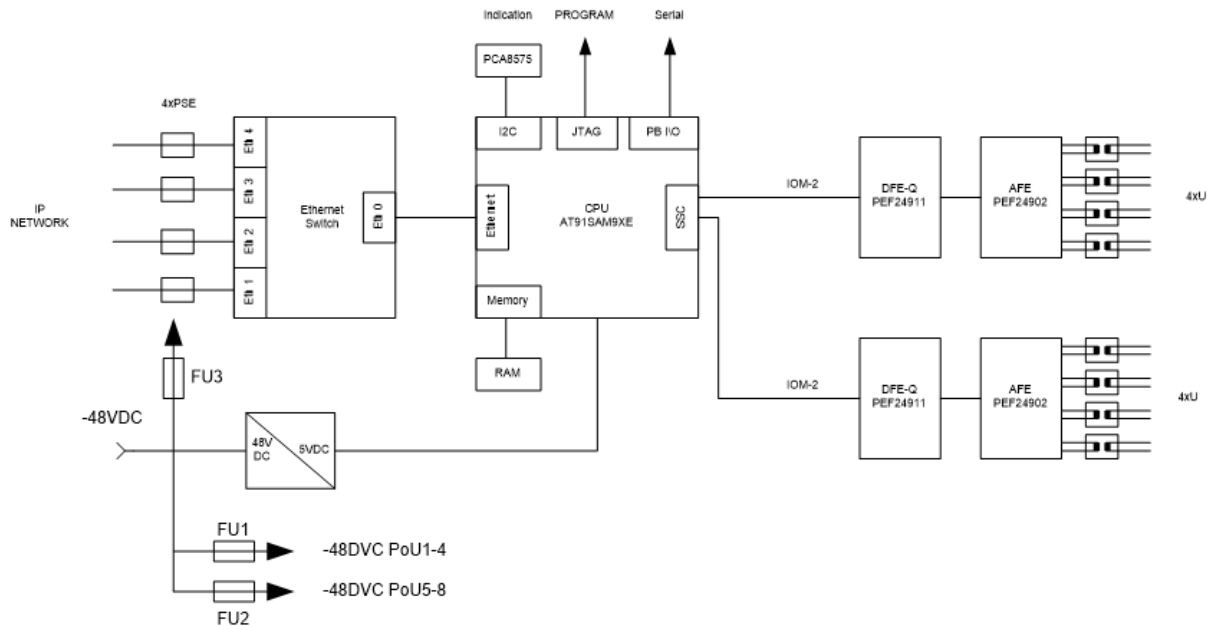 Indication
PROGRAM
Serial
PCA8575
4xPSE
I2C
JTAG
PB I\O
Eth 4
Eth 3
Eth 2
Eth 1
IP
NETWORK
Ethernet
Switch
Eth 0
Ethernet
CPU
AT91SAM9XE
SSC
Memory
RAM
IOM-2
DFE-Q
PEF24911
AFE
PEF24902
4xU
IOM-2
DFE-Q
PEF24911
AFE
PEF24902
4xU
FU3
-48VDC
48V
DC
5VDC
FU1
-48DVC PoU1-4
-48DVC PoU5-8
FU2